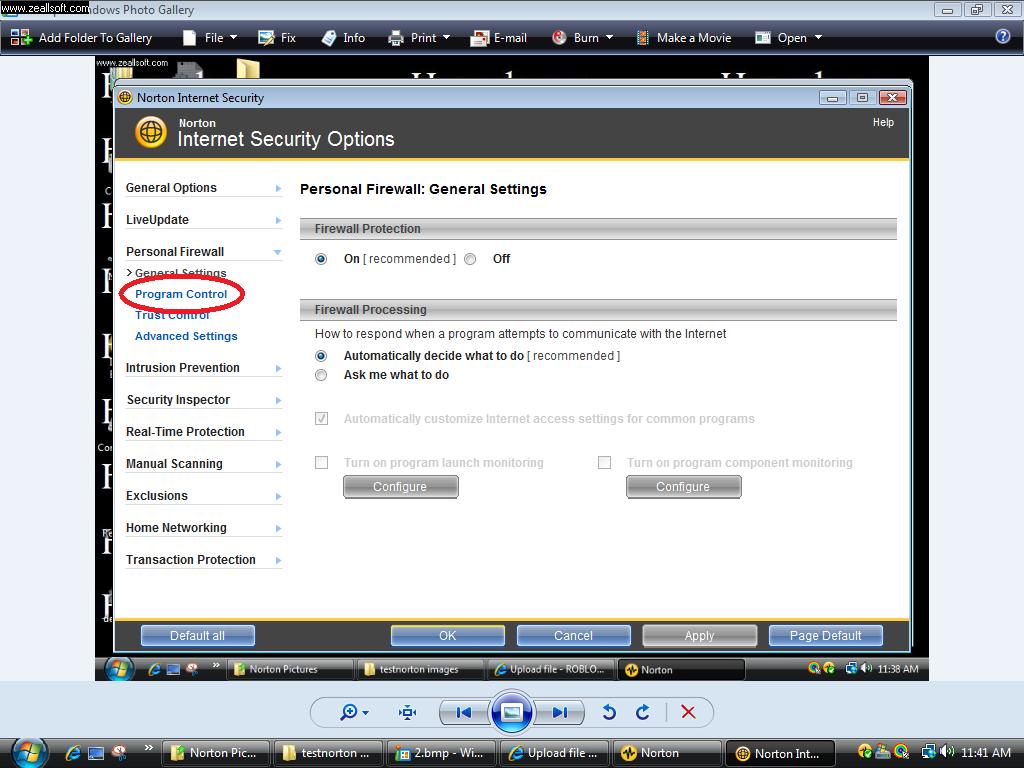 www.zeallsoft.com
Windows Photo Gallery
Add Folder To Gallery File Fix Info Print E-mail Burn Make a Movie Open
www.zeallsoft.com
Norton Internet Security
Norton
Internet Security Options
Help
General Options
LiveUpdate
Personal Firewall
General Settings
Program Control
Trust Control
Advanced Settings
Intrusion Prevention
Security Inspector
Real-Time Protection
Manual Scanning
Exclusions
Home Networking
Transaction Protection
Personal Firewall: General Settings
Firewall Protection
On [ recommended ] Off
Firewall Processing
How to respond when a program attempts to communicate with the Internet
Automatically decide what to do [ recommended ]
Ask me what to do
Automatically customize Internet access settings for common programs
Turn on program launch monitoring Turn on program component monitoring
Configure Configure
Default all OK Cancel Apply Page Default
» Norton Pictures testnorton images Upload file - ROBLO... Norton 11:38 AM
» Norton Pic... testnorton ... 2.bmp - Wi... Upload file ... Norton Norton Int... 11:41 AM